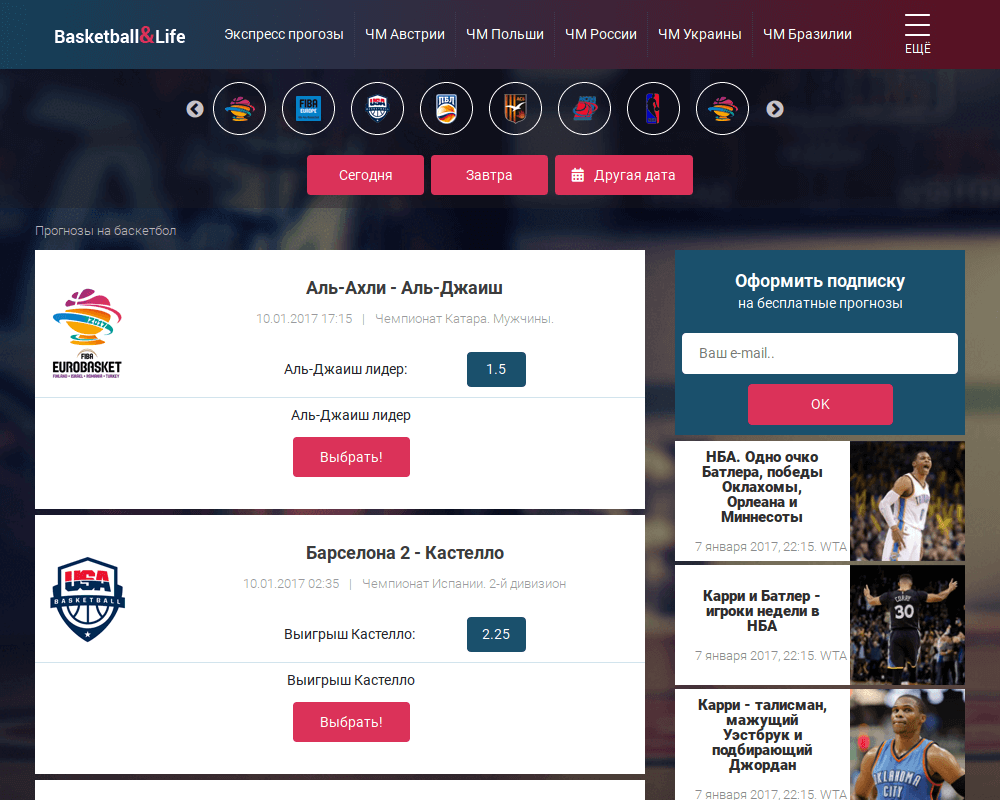 Basketball&Life
Экспресс прогозы
ЧМ Австрии
ЧМ Польши
ЧМ России
ЧМ Украины
ЧМ Бразилии
ЕЩЁ
FIBA
EUROPE
USA
ПБЛ
Сегодня
Завтра
Другая дата
Прогнозы на баскетбол
Аль-Ахли - Аль-Джаиш
10.01.2017 17:15 | Чемпионат Катара. Мужчины.
2017
FIBA
EUROBASKET
FINLAND • ISRAEL • ROMANIA • TURKEY
Аль-Джаиш лидер:
1.5
Аль-Джаиш лидер
Выбрать!
Барселона 2 - Кастелло
10.01.2017 02:35 | Чемпионат Испании. 2-й дивизион
USA
BASKETBALL
Выигрыш Кастелло:
2.25
Выигрыш Кастелло
Выбрать!
Оформить подписку
на бесплатные прогнозы
Ваш e-mail..
OK
НБА. Одно очко
Батлера, победы
Оклахомы,
Орлеана и
Миннесоты
7 января 2017, 22:15. WTA
Карри и Батлер -
игроки недели в
НБА
7 января 2017, 22:15. WTA
CURRY
30
Карри - талисман,
мажущий
Уэстбрук и
подбирающий
Джордан
7 января 2017, 22:15. WTA
OKLAHOMA
CITY